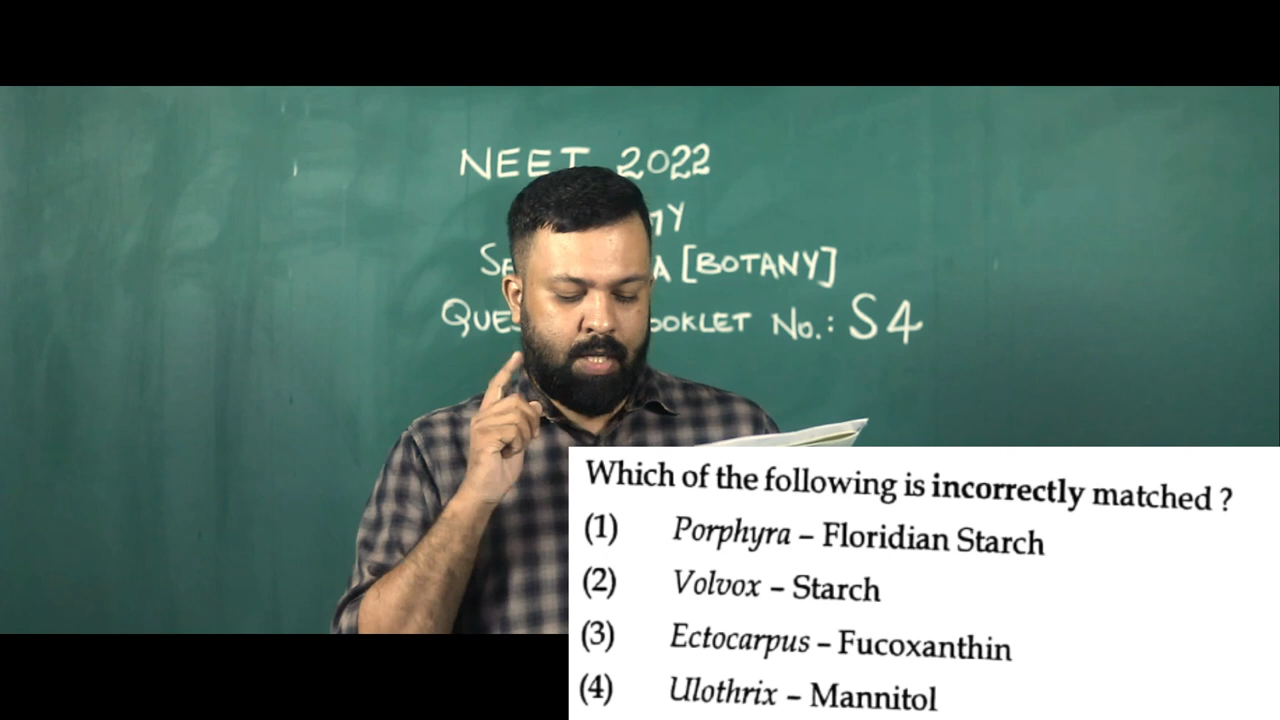 NEET 2022
[BOTANY]
No.: S4
Which of the following is incorrectly matched ?
(1) Porphyra – Floridian Starch
(2) Volvox – Starch
(3) Ectocarpus – Fucoxanthin
(4) Ulothrix – Mannitol